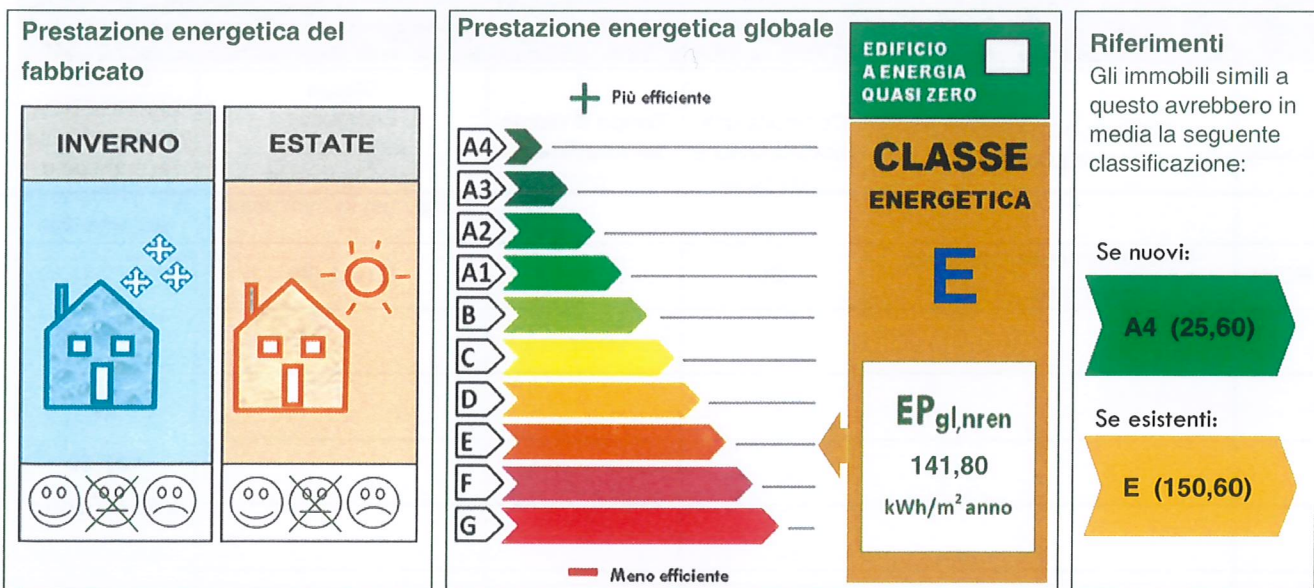 Prestazione energetica del
fabbricato
INVERNO
ESTATE
Prestazione energetica globale
Più efficiente
A4
A3
A2
A1
B
C
D
E
F
G
Meno efficiente
EDIFICIO
A ENERGIA
QUASI ZERO
CLASSE
ENERGETICA
E
EPgl,nren
141,80
kWh/m² anno
Riferimenti
Gli immobili simili a
questo avrebbero in
media la seguente
classificazione:
Se nuovi:
A4 (25,60)
Se esistenti:
E (150,60)